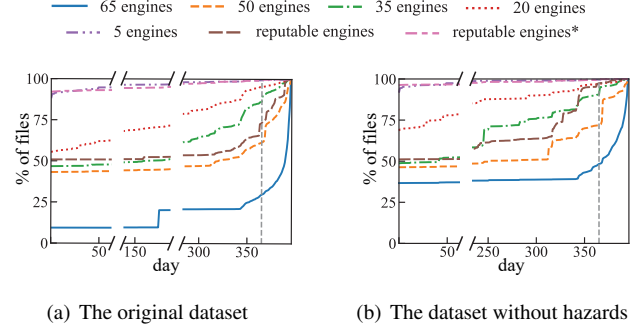 65 engines 50 engines 35 engines 20 engines
5 engines reputable engines reputable engines*
100
75
50
25
0
% of files
50 150 300 350
day
100
75
50
25
0
% of files
50 250 300 350
day
(a) The original dataset
(b) The dataset without hazards